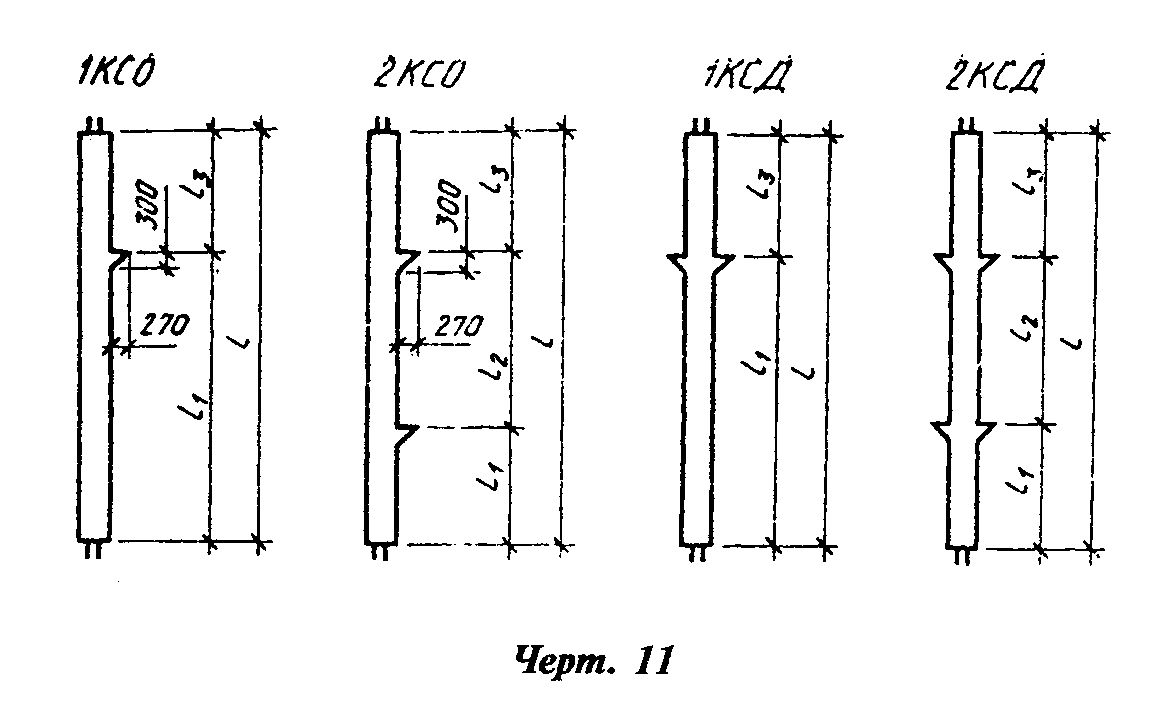 1КСО 2КСО 1КСД 2КСД
300 l3 L 270 l1
300 l3 L 270 l2 l1
l3 l1 L
l3 l2 L l1
Черт. 11